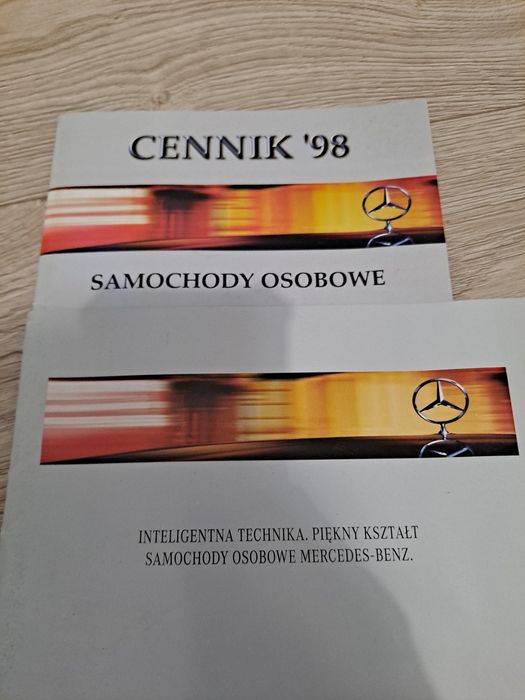 CENNIK '98
SAMOCHODY OSOBOWE
INTELIGENTNA TECHNIKA. PIĘKNY KSZTAŁT
SAMOCHODY OSOBOWE MERCEDES-BENZ.